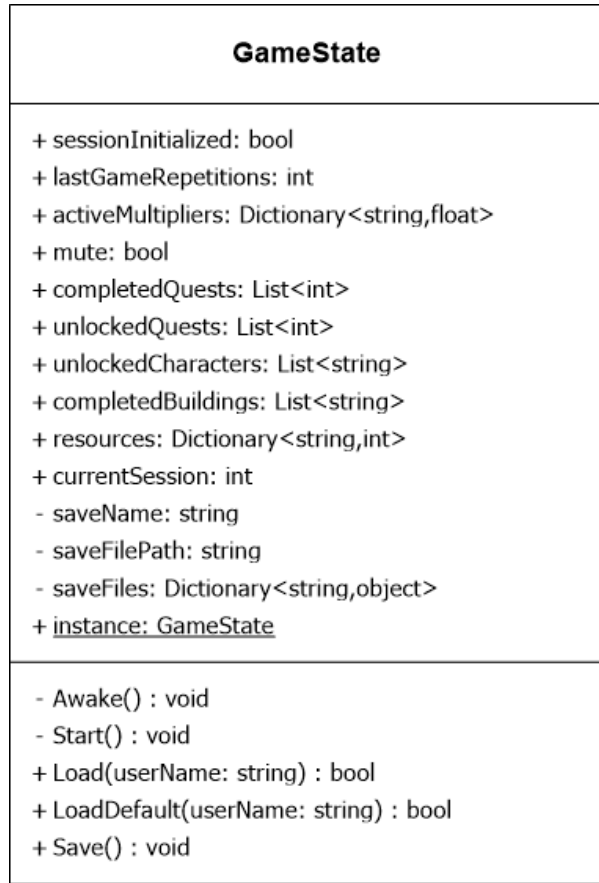 GameState
+ sessionInitialized: bool
+ lastGameRepetitions: int
+ activeMultipliers: Dictionary<string,float>
+ mute: bool
+ completedQuests: List<int>
+ unlockedQuests: List<int>
+ unlockedCharacters: List<string>
+ completedBuildings: List<string>
+ resources: Dictionary<string,int>
+ currentSession: int
- saveName: string
- saveFilePath: string
- saveFiles: Dictionary<string,object>
+ instance: GameState
- Awake() : void
- Start() : void
+ Load(userName: string) : bool
+ LoadDefault(userName: string) : bool
+ Save() : void